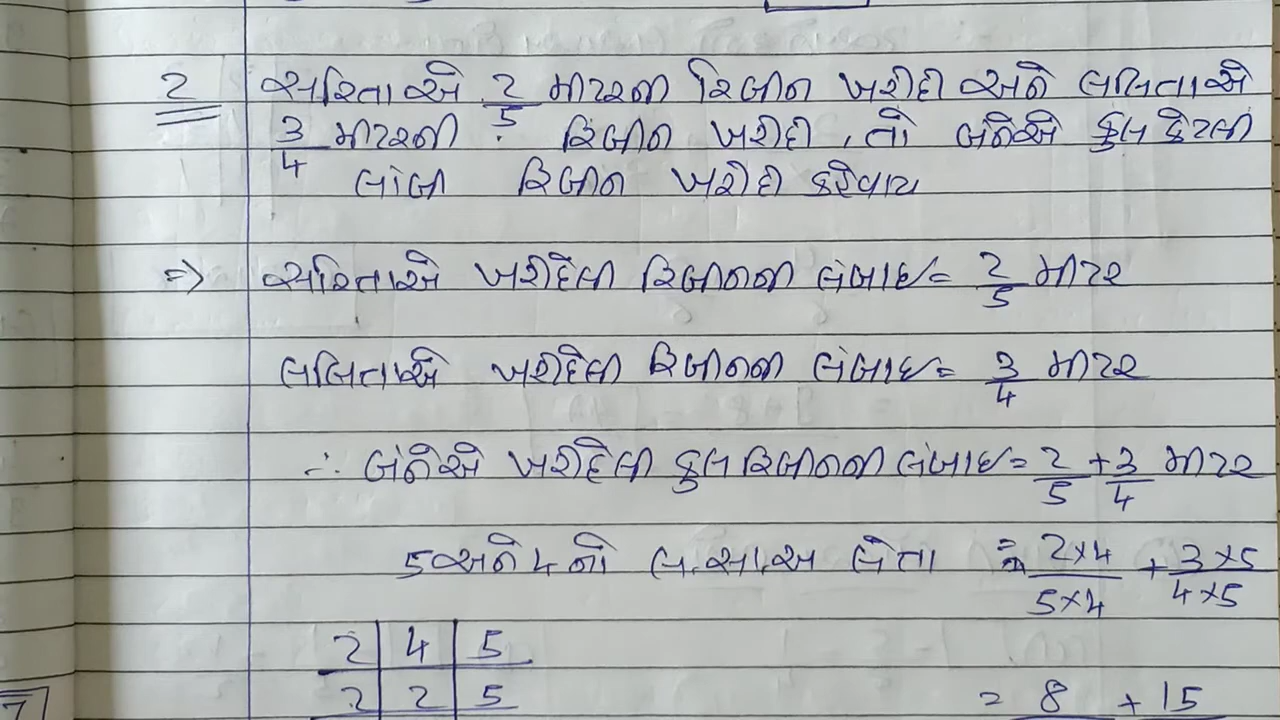 2 સરિતાએ 2/5 મીટરની રિબીન ખરીદી અને લલિતાએ
3/4 મીટરની રિબીન ખરીદી, તો બંનેએ કુલ કેટલી
લાંબી રિબીન ખરીદી કહેવાય
⇒ સરિતાએ ખરીદેલી રિબીનની લંબાઇ = 2/5 મીટર
લલિતાએ ખરીદેલી રિબીનની લંબાઇ = 3/4 મીટર
∴ બંનેએ ખરીદેલી કુલ રિબીનની લંબાઇ = 2/5 + 3/4 મીટર
5 અને 4 નો લ.સા.અ લેતા = 2×4/5×4 + 3×5/4×5
2 | 4 | 5
2 | 2 | 5 = 8 + 15
7